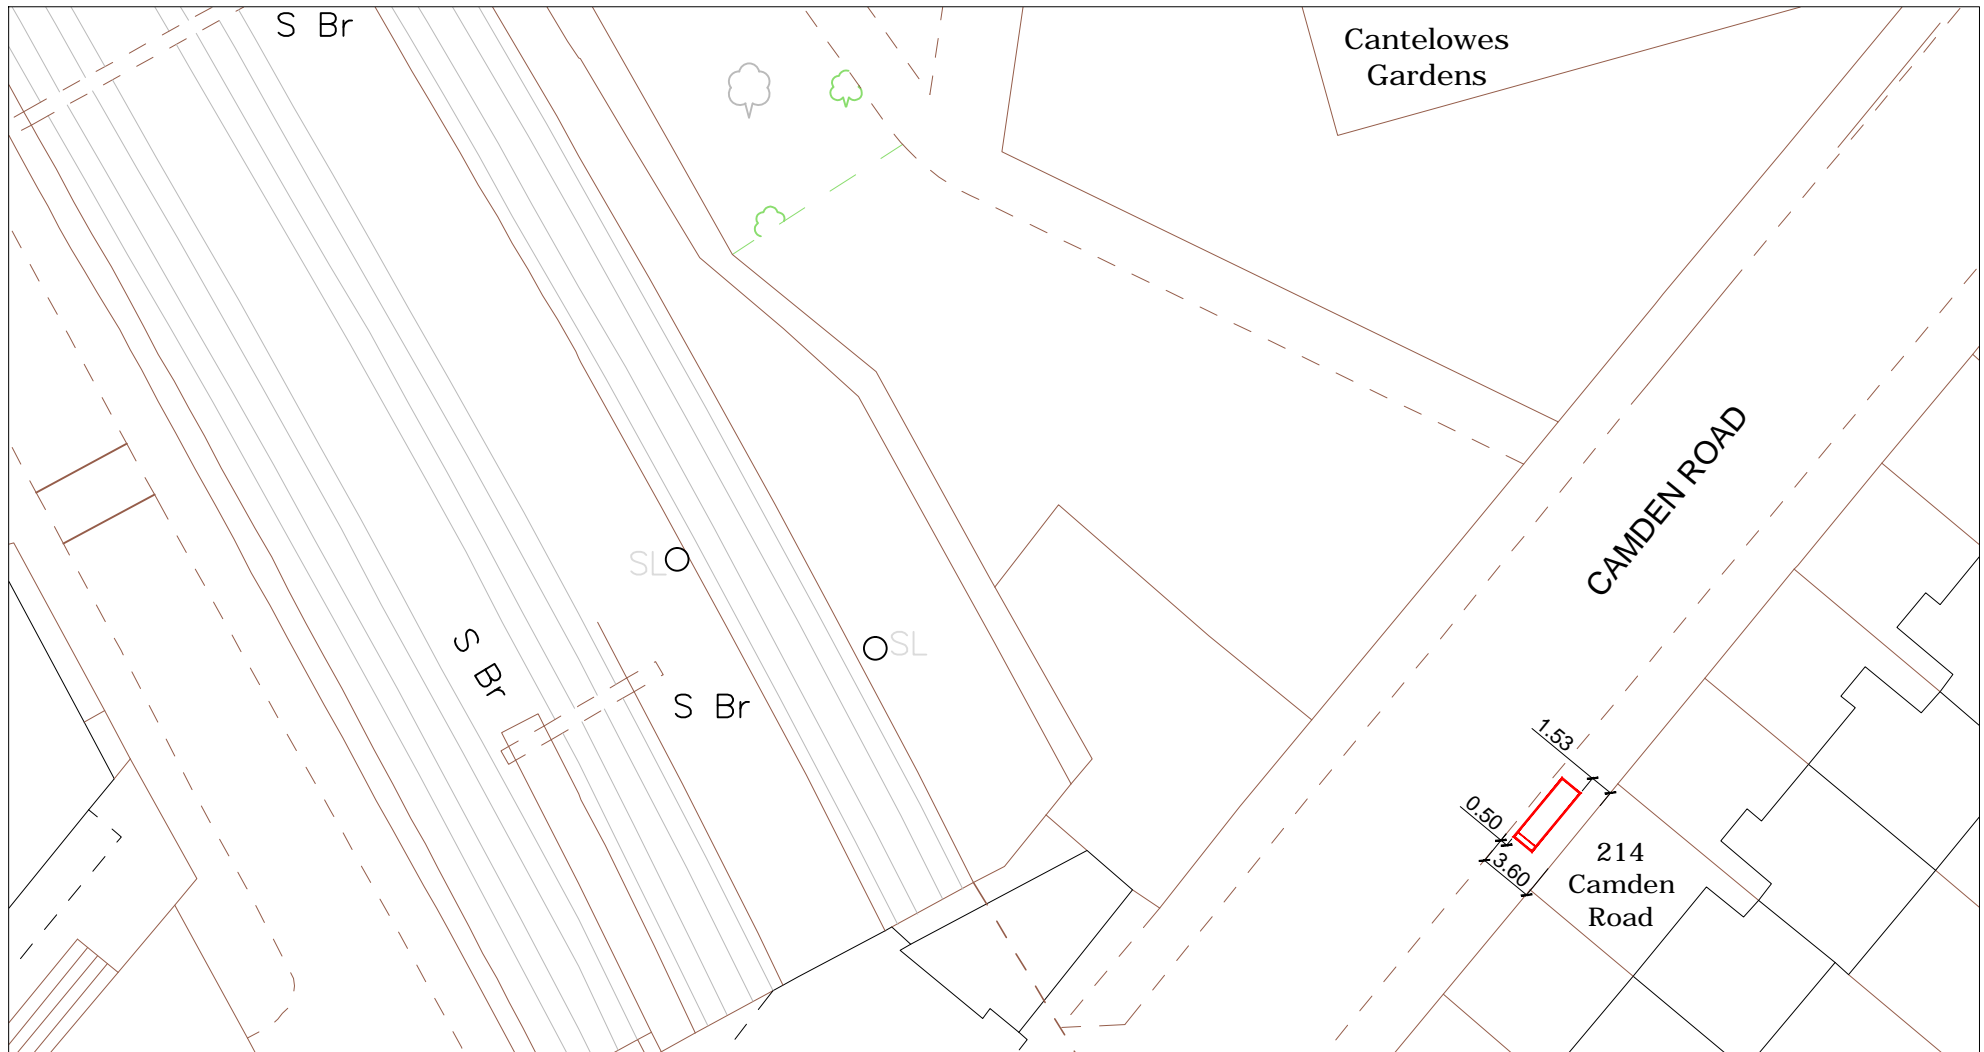 S Br
Cantelowes
Gardens
CAMDEN ROAD
SL
SL
S Br
S Br
1.53
0.50
3.60
214
Camden
Road